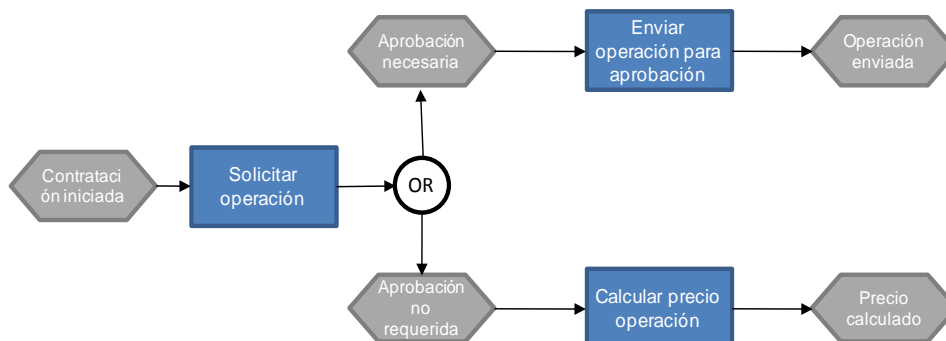 Aprobación
necesaria
Enviar
operación para
aprobación
Operación
enviada
Contrataci
ón iniciada
Solicitar
operación
OR
Aprobación
no
requerida
Calcular precio
operación
Precio
calculado